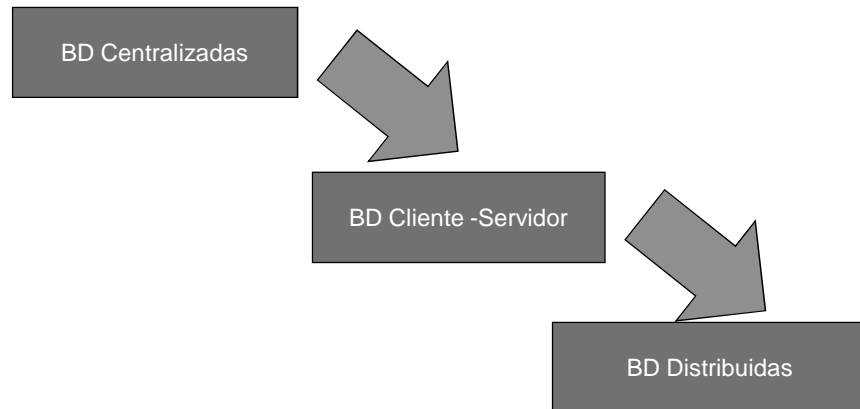 BD Centralizadas
BD Cliente -Servidor
BD Distribuidas